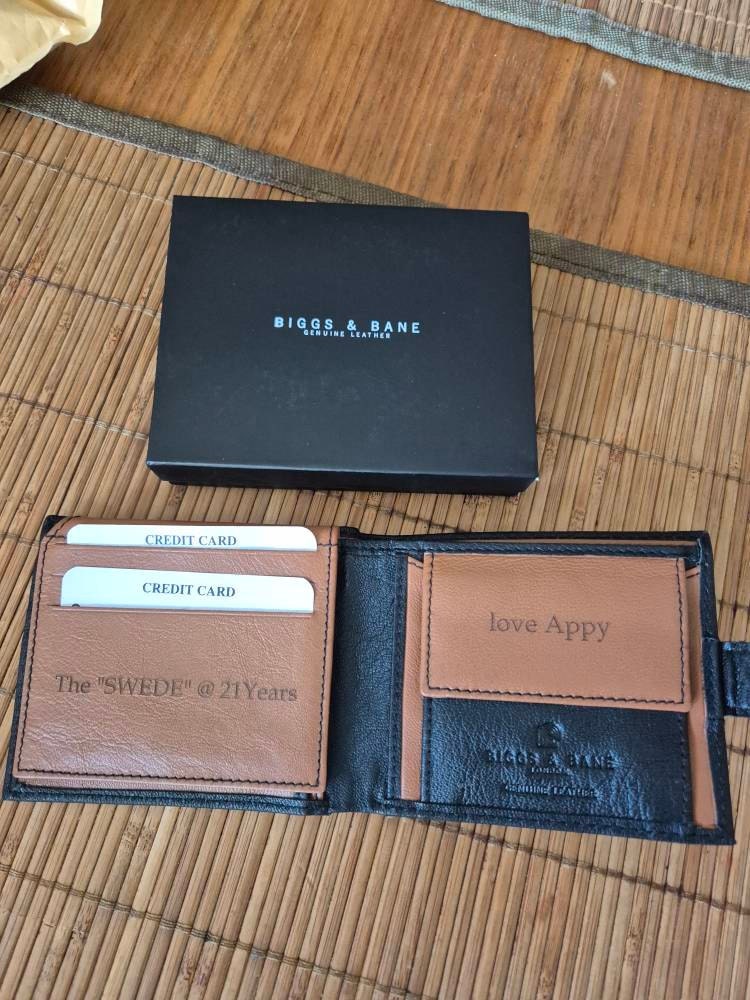 BIGGS & BANE
GENUINE LEATHER
CREDIT CARD
CREDIT CARD
The "SWEDE" @ 21Years
love Appy
BIGGS & BANE
GENUINE LEATHER